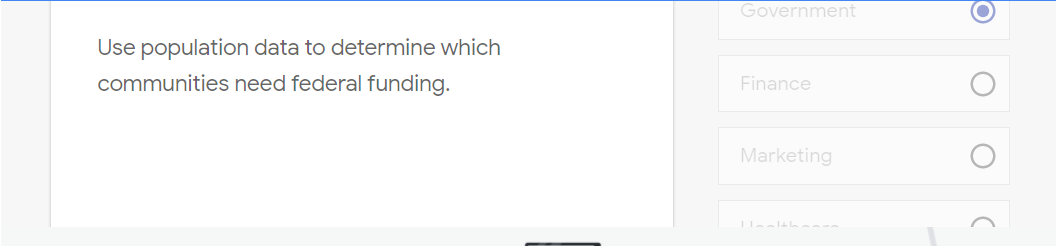 Government
Use population data to determine which
communities need federal funding.
Finance
Marketing